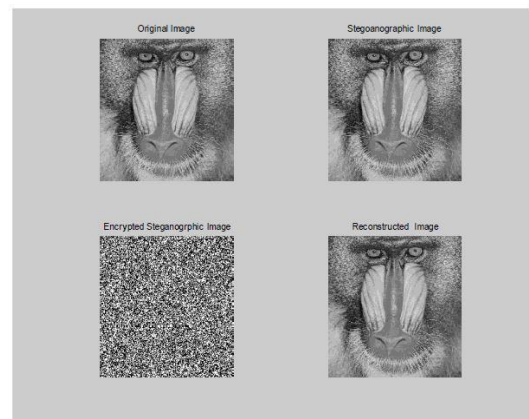 Original Image
Stegoanographic Image
Encrypted Steganogrphic Image
Reconstructed Image